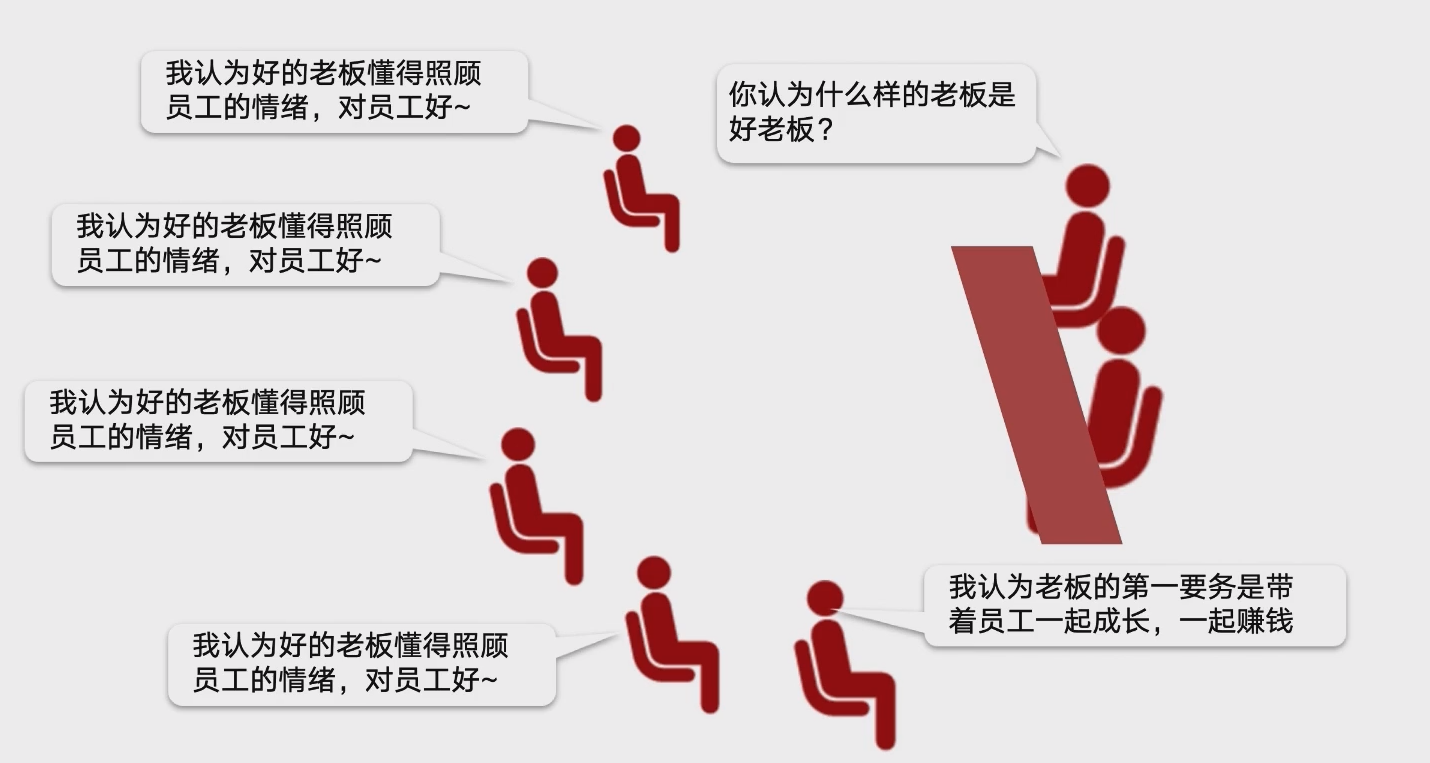 我认为好的老板懂得照顾
员工的情绪，对员工好~
你认为什么样的老板是
好老板？
我认为好的老板懂得照顾
员工的情绪，对员工好~
我认为好的老板懂得照顾
员工的情绪，对员工好~
我认为老板的第一要务是带
着员工一起成长，一起赚钱
我认为好的老板懂得照顾
员工的情绪，对员工好~